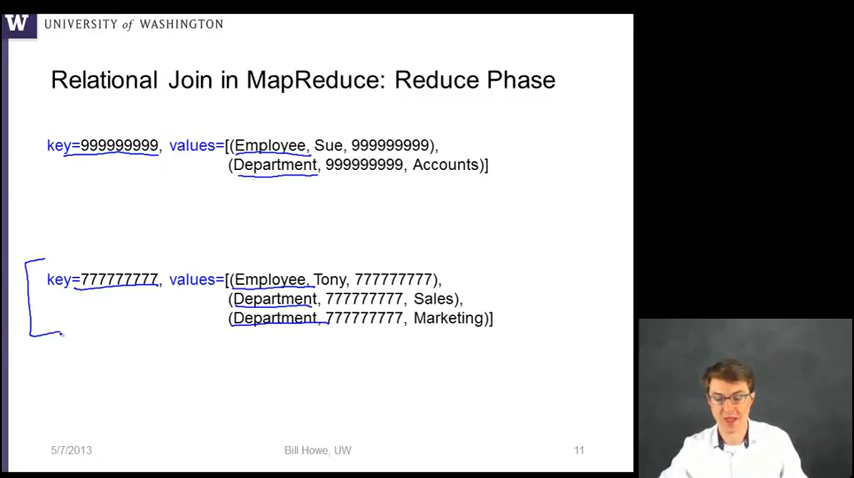 W UNIVERSITY of WASHINGTON
Relational Join in MapReduce: Reduce Phase
key=999999999, values=[(Employee, Sue, 999999999),
(Department, 999999999, Accounts)]
key=777777777, values=[(Employee, Tony, 777777777),
(Department, 777777777, Sales),
(Department, 777777777, Marketing)]
5/7/2013 Bill Howe, UW 11